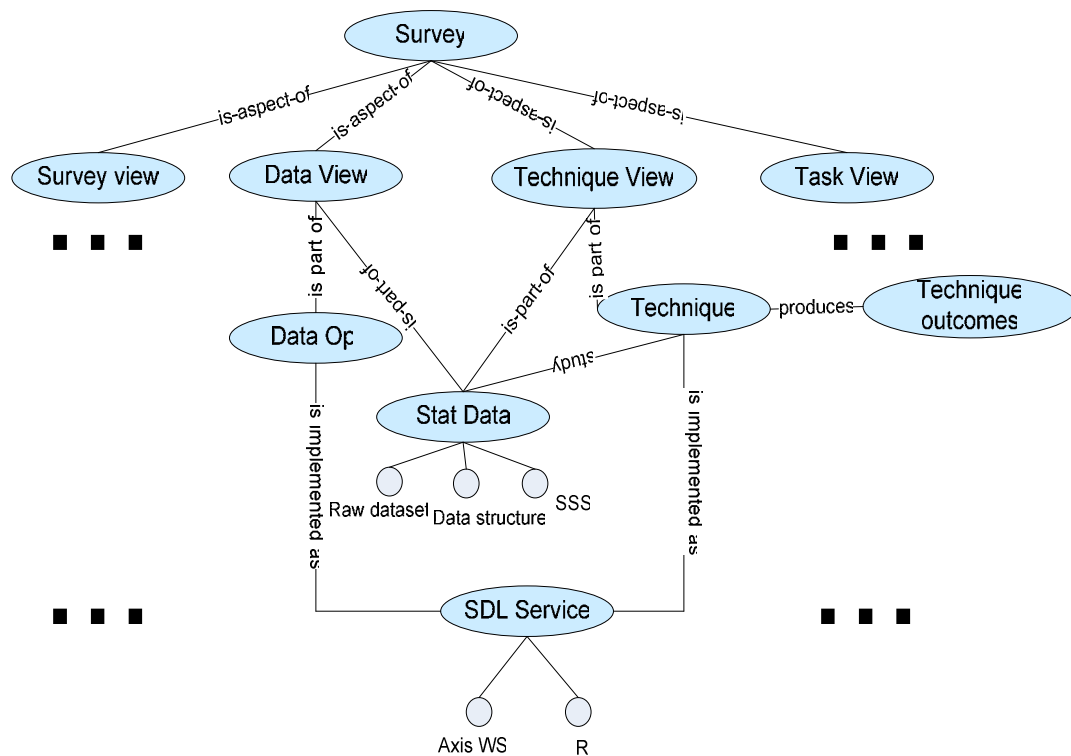 Survey
is-aspect-of
is-aspect-of
is-aspect-of
is-aspect-of
Survey view
Data View
Technique View
Task View
is part of
is-part-of
is-part-of
is part of
Data Op
Technique
produces
Technique
outcomes
study
Stat Data
is implemented as
is implemented as
Raw dataset
Data structure
SSS
SDL Service
Axis WS
R